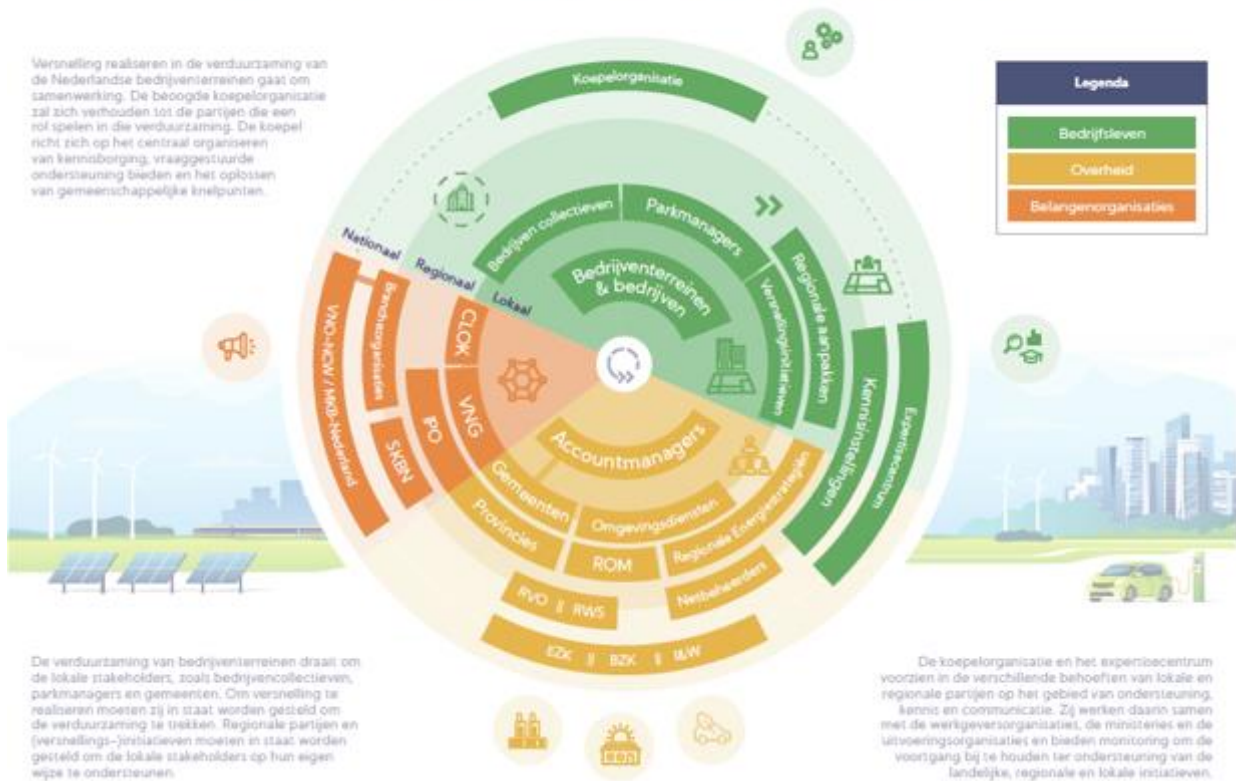 Versnelling realiseren in de verduurzaming van
de Nederlandse bedrijventerreinen gaat om
samenwerking. De beoogde koepelorganisatie
zal zich verhouden tot de partijen die een
rol spelen in die verduurzaming. De koepel
richt zich op het centraal organiseren
van kennisborging, vraaggestuurde
ondersteuning bieden en het oplossen
van gemeenschappelijke knelpunten.
Legenda
Bedrijfsleven
Overheid
Belangenorganisaties
Koepelorganisatie
Nationaal
Regionaal
Lokaal
Bedrijven collectieven
Parkmanagers
Bedrijventerreinen
& bedrijven
Versnellingsinitiatieven
Regionale aanpakken
Kennisinstellingen
Expertisecentrum
VNO-NCW / MKB-Nederland
Brancheorganisaties
CLOK
VNG
IPO
SKBN
Accountmanagers
Gemeenten
Omgevingsdiensten
Provincies
ROM
Regionale Energiestrategieën
Netbeheerders
RVO || RWS
EZK || BZK || I&W
De verduurzaming van bedrijventerreinen draait om
de lokale stakeholders, zoals bedrijvencollectieven,
parkmanagers en gemeenten. Om versnelling te
realiseren moeten zij in staat worden gesteld om
de verduurzaming te trekken. Regionale partijen en
(versnellings-)initiatieven moeten in staat worden
gesteld om de lokale stakeholders op hun eigen
wijze te ondersteunen.
De koepelorganisatie en het expertisecentrum
voorzien in de verschillende behoeften van lokale en
regionale partijen op het gebied van ondersteuning,
kennis en communicatie. Zij werken daarin samen
met de werkgeversorganisaties, de ministeries en de
uitvoeringsorganisaties en bieden monitoring om de
voortgang bij te houden ter ondersteuning van de
landelijke, regionale en lokale initiatieven.